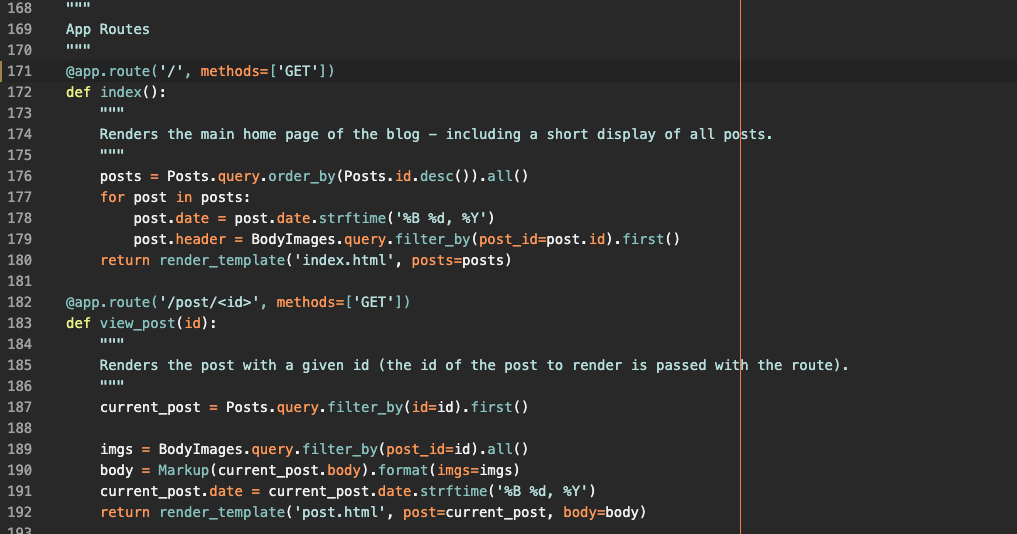 168 """
169 App Routes
170 """
171 @app.route('/', methods=['GET'])
172 def index():
173     """
174     Renders the main home page of the blog – including a short display of all posts.
175     """
176     posts = Posts.query.order_by(Posts.id.desc()).all()
177     for post in posts:
178         post.date = post.date.strftime('%B %d, %Y')
179         post.header = BodyImages.query.filter_by(post_id=post.id).first()
180     return render_template('index.html', posts=posts)
181
182 @app.route('/post/<id>', methods=['GET'])
183 def view_post(id):
184     """
185     Renders the post with a given id (the id of the post to render is passed with the route).
186     """
187     current_post = Posts.query.filter_by(id=id).first()
188
189     imgs = BodyImages.query.filter_by(post_id=id).all()
190     body = Markup(current_post.body).format(imgs=imgs)
191     current_post.date = current_post.date.strftime('%B %d, %Y')
192     return render_template('post.html', post=current_post, body=body)
193